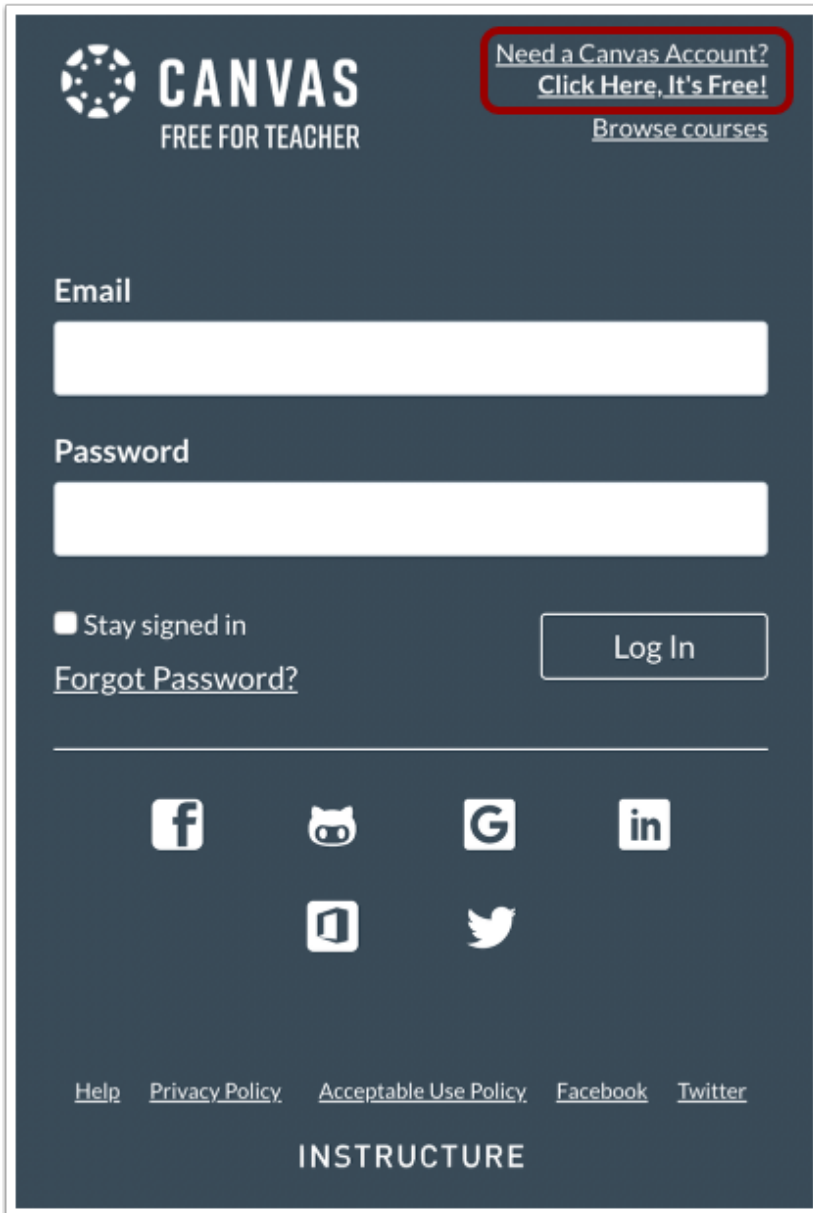 CANVAS
FREE FOR TEACHER
Need a Canvas Account?
Click Here, It's Free!
Browse courses
Email
Password
Stay signed in
Log In
Forgot Password?
Help Privacy Policy Acceptable Use Policy Facebook Twitter
INSTRUCTURE